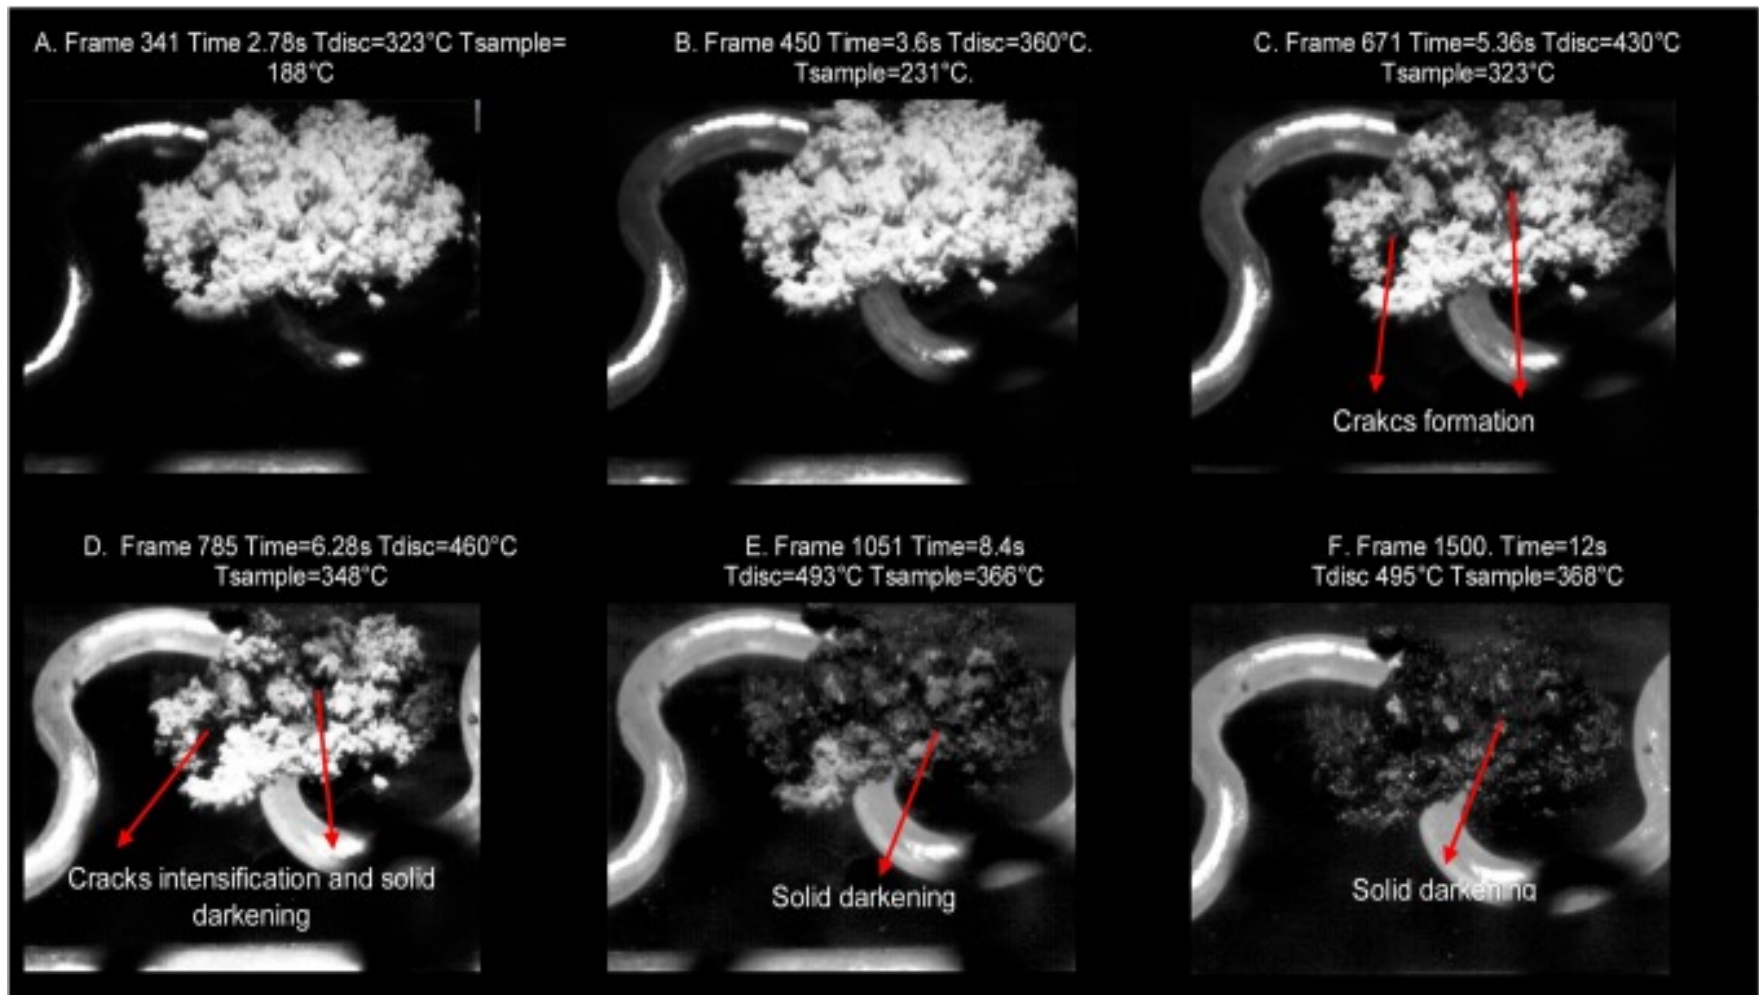 A. Frame 341 Time 2.78s Tdisc=323°C Tsample=
188°C
B. Frame 450 Time=3.6s Tdisc=360°C.
Tsample=231°C.
C. Frame 671 Time=5.36s Tdisc=430°C
Tsample=323°C
Crakcs formation
D. Frame 785 Time=6.28s Tdisc=460°C
Tsample=348°C
Cracks intensification and solid
darkening
E. Frame 1051 Time=8.4s
Tdisc=493°C Tsample=366°C
Solid darkening
F. Frame 1500. Time=12s
Tdisc 495°C Tsample=368°C
Solid darkening